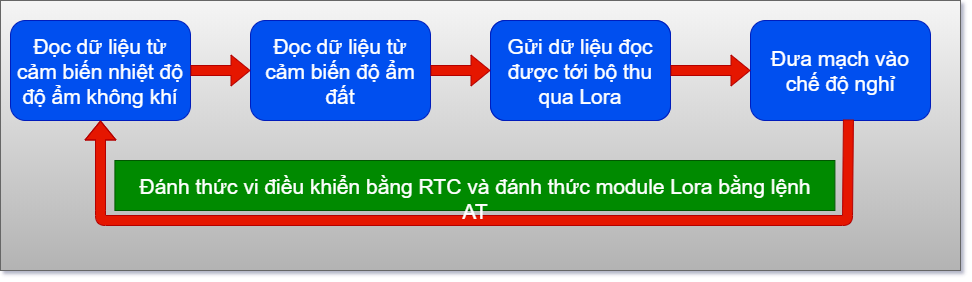 Đọc dữ liệu từ
cảm biến nhiệt độ
độ ẩm không khí
Đọc dữ liệu từ
cảm biến độ ẩm
đất
Gửi dữ liệu đọc
được tới bộ thu
qua Lora
Đưa mạch vào
chế độ nghỉ
Đánh thức vi điều khiển bằng RTC và đánh thức module Lora bằng lệnh
AT